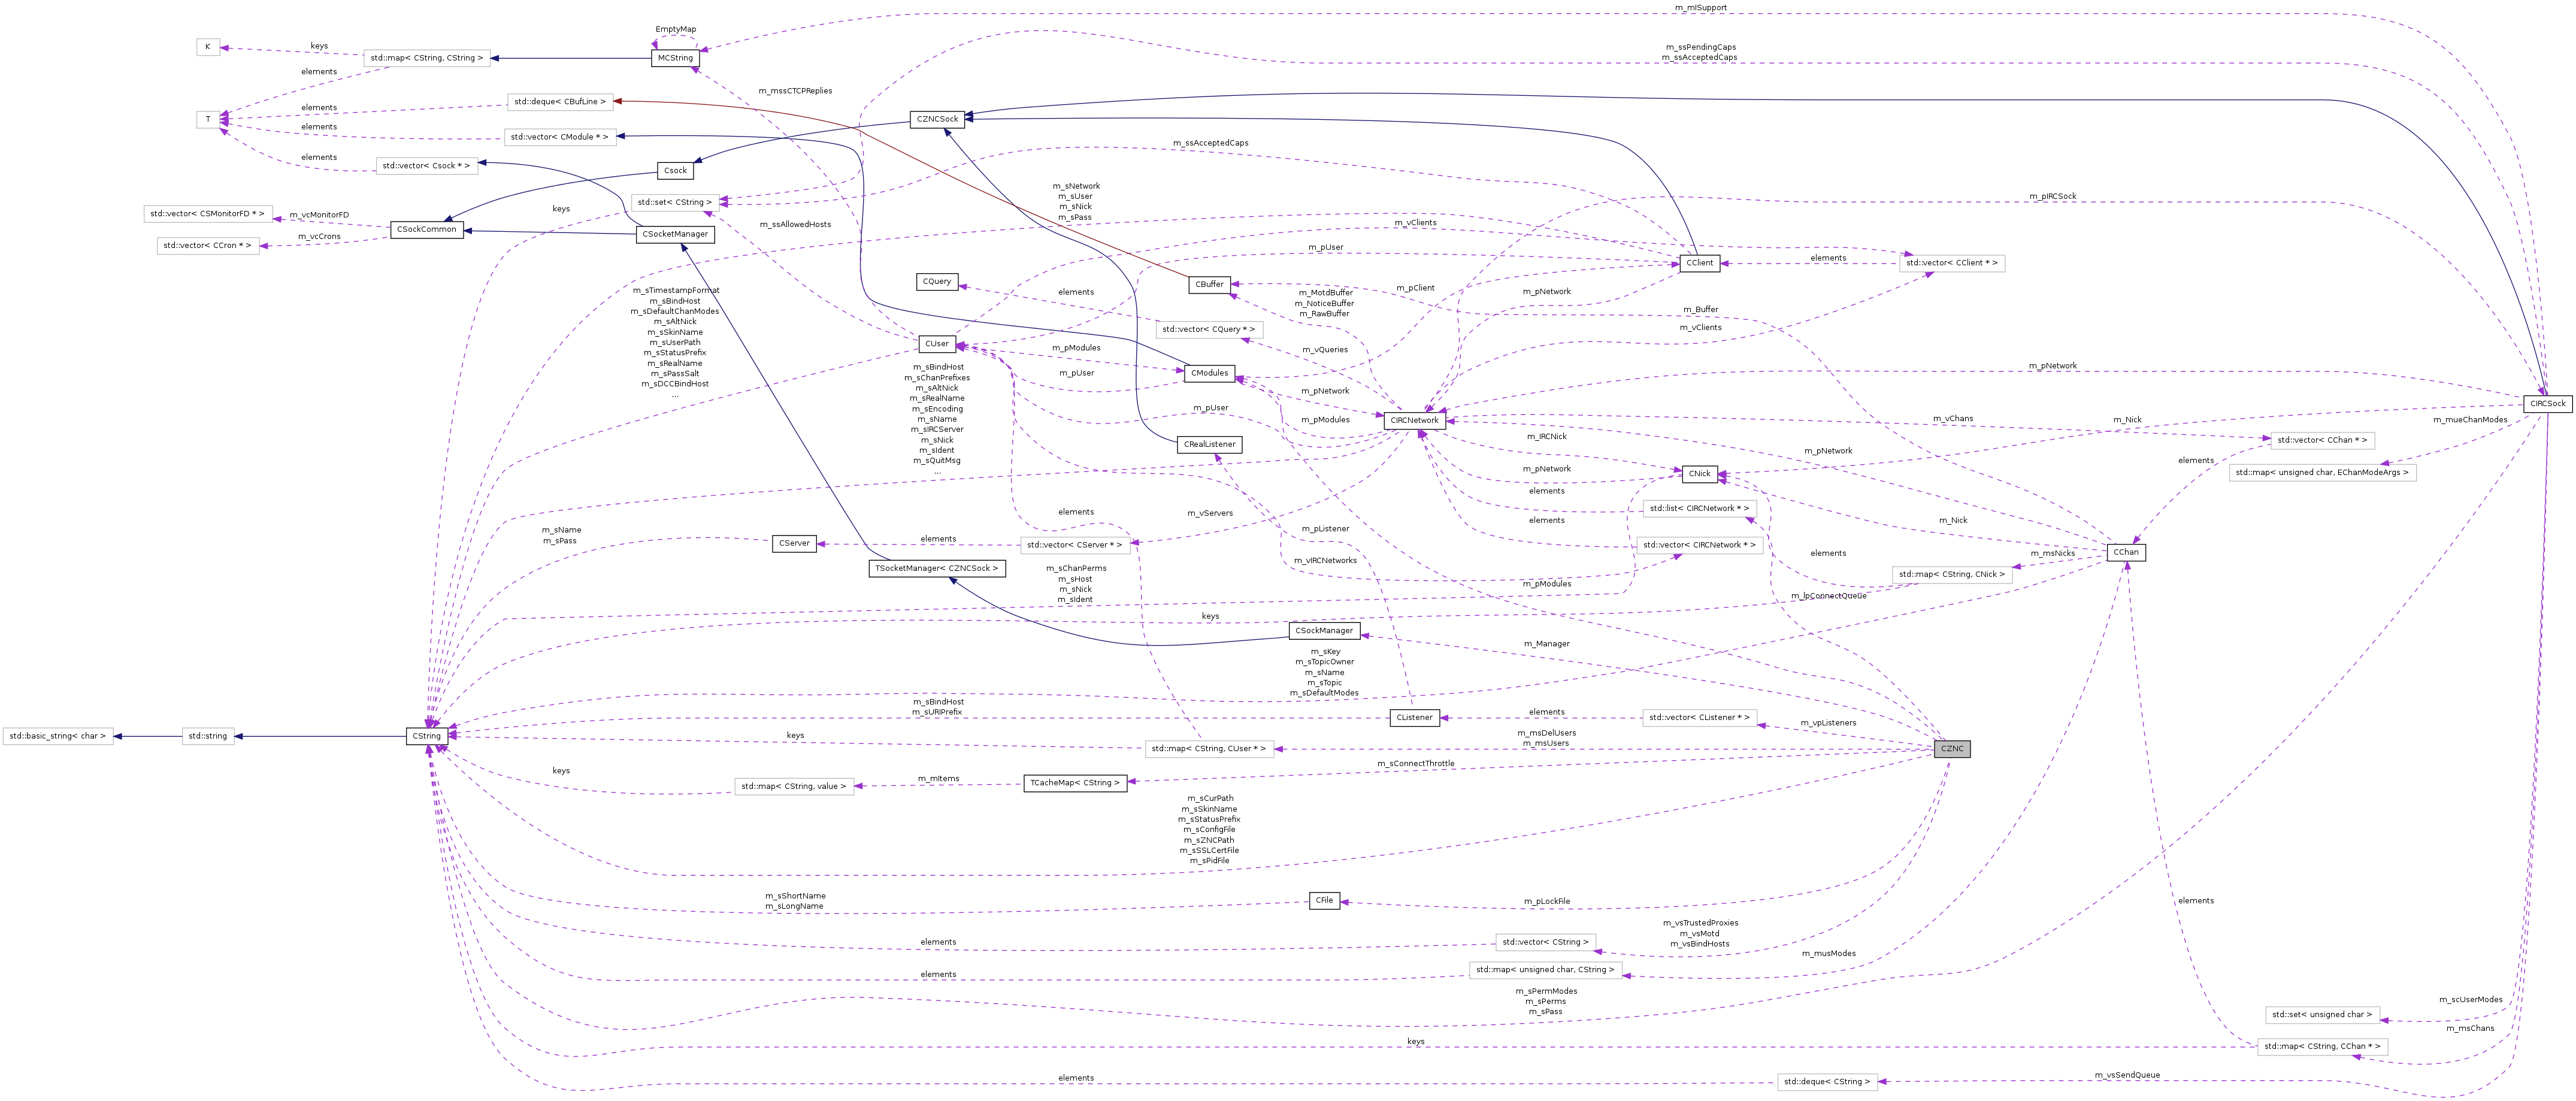 m_mISupport
EmptyMap
K
keys
std::map< CString, CString >
MCString
m_ssPendingCaps
m_ssAcceptedCaps
elements
m_mssCTCPReplies
std::deque< CBufLine >
elements
T
CZNCSock
elements
std::vector< CModule * >
m_ssAcceptedCaps
elements
std::vector< Csock * >
Csock
m_sNetwork
m_sUser
m_sNick
m_sPass
m_pIRCSock
keys
std::set< CString >
std::vector< CSMonitorFD * >
m_vcMonitorFD
CSockCommon
m_ssAllowedHosts
m_vClients
CSocketManager
m_vcCrons
std::vector< CCron * >
m_pUser
elements
CClient
std::vector< CClient * >
CQuery
CBuffer
m_pClient
m_pNetwork
elements
m_sTimestampFormat
m_sBindHost
m_sDefaultChanModes
m_sAltNick
m_sSkinName
m_sUserPath
m_sStatusPrefix
m_sRealName
m_sPassSalt
m_sDCCBindHost
...
m_MotdBuffer
m_NoticeBuffer
m_RawBuffer
m_Buffer
std::vector< CQuery * >
m_vClients
CUser
m_pModules
m_vQueries
m_pUser
CModules
m_pNetwork
m_pNetwork
m_sBindHost
m_sChanPrefixes
m_sAltNick
m_sRealName
m_sEncoding
m_sName
m_sIRCServer
m_sNick
m_sIdent
m_sQuitMsg
...
m_pUser
m_pModules
CIRCNetwork
CIRCSock
m_vChans
m_Nick
m_mueChanModes
CRealListener
m_IRCNick
std::vector< CChan * >
m_pNetwork
m_pNetwork
CNick
elements
std::map< unsigned char, EChanModeArgs >
elements
std::list< CIRCNetwork * >
elements
m_vServers
elements
m_Nick
m_sName
m_sPass
m_pListener
CServer
elements
std::vector< CServer * >
std::vector< CIRCNetwork * >
elements
CChan
m_vIRCNetworks
m_msNicks
TSocketManager< CZNCSock >
m_sChanPerms
m_sHost
m_sNick
m_sIdent
m_pModules
std::map< CString, CNick >
m_lpConnectQueue
keys
CSockManager
m_Manager
m_sKey
m_sTopicOwner
m_sName
m_sTopic
m_sDefaultModes
m_sBindHost
m_sURIPrefix
CListener
elements
std::vector< CListener * >
m_vpListeners
std::basic_string< char >
std::string
CString
keys
std::map< CString, CUser * >
m_msDelUsers
m_msUsers
CZNC
m_sConnectThrottle
keys
std::map< CString, value >
m_mItems
TCacheMap< CString >
m_sCurPath
m_sSkinName
m_sStatusPrefix
m_sConfigFile
m_sZNCPath
m_sSSLCertFile
m_sPidFile
m_sShortName
m_sLongName
CFile
m_pLockFile
elements
elements
std::vector< CString >
m_vsTrustedProxies
m_vsMotd
m_vsBindHosts
elements
std::map< unsigned char, CString >
m_musModes
m_sPermModes
m_sPerms
m_sPass
m_scUserModes
std::set< unsigned char >
m_msChans
keys
std::map< CString, CChan * >
elements
std::deque< CString >
m_vsSendQueue